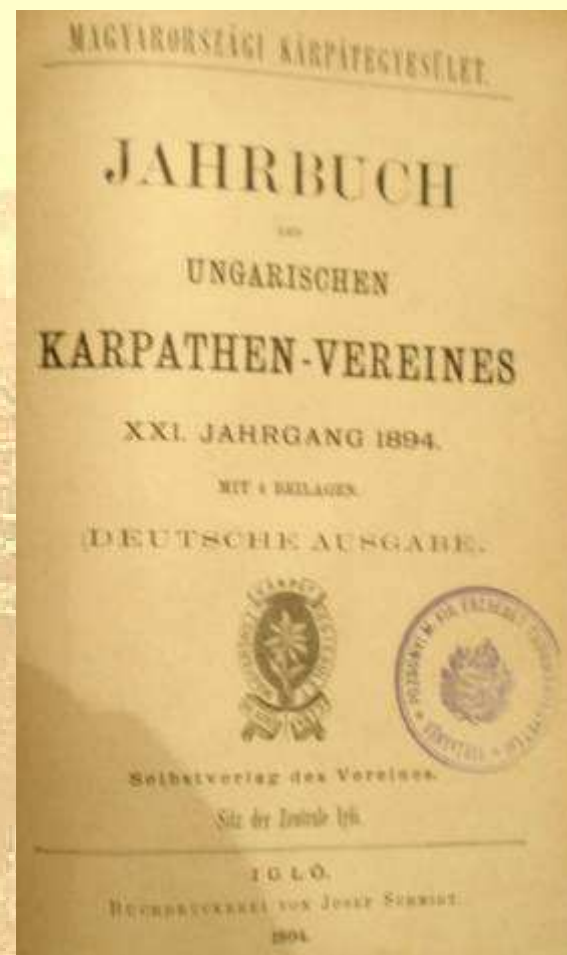 MAGYARORSZÁGI KÁRPÁTEGYESÜLET.
JAHRBUCH
DES
UNGARISCHEN
KARPATHEN-VEREINES
XXI. JAHRGANG 1894.
MIT 4 BEILAGEN.
(DEUTSCHE AUSGABE.
Selbstverlag des Vereines.
Sitz der Zentrale Igló.
IGLÓ.
BUCHDRUCKEREI VON JOSEF SCHMIDT.
1894.